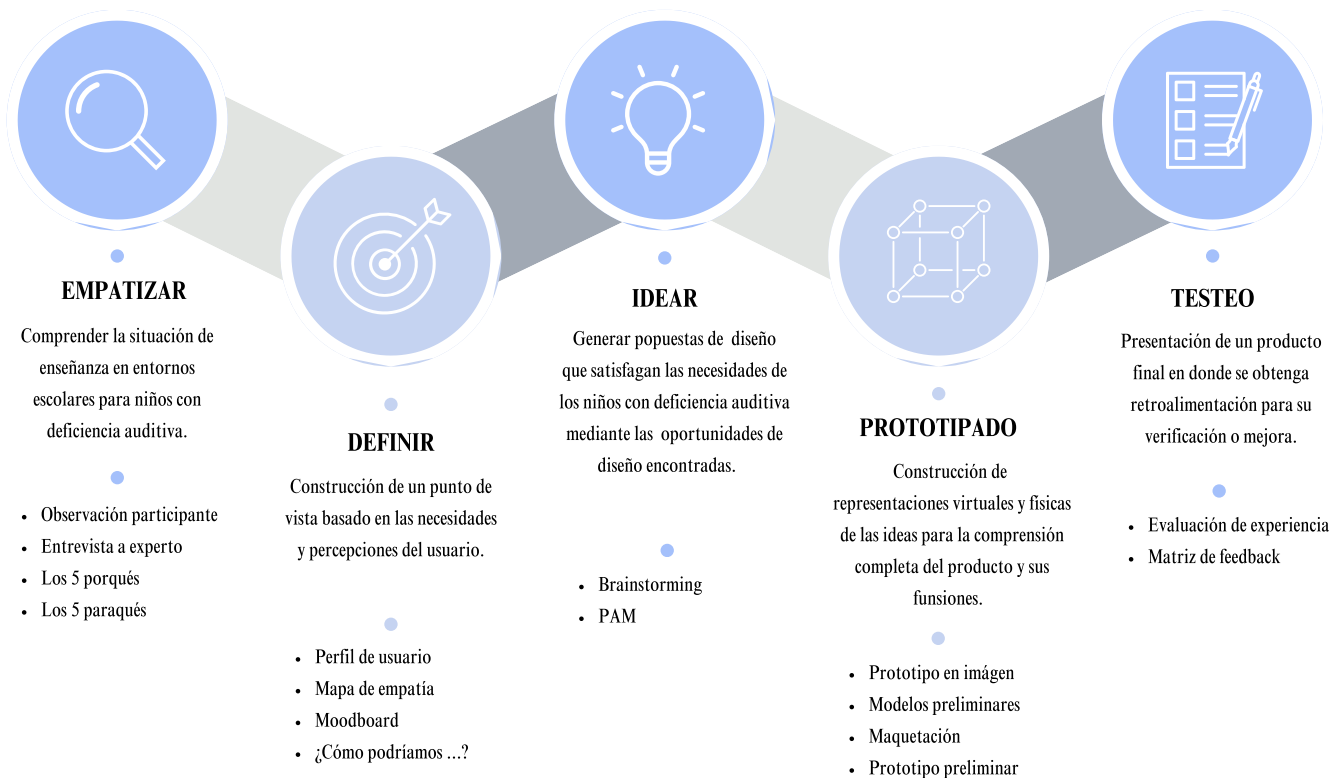 EMPATIZAR
Comprender la situación de
enseñanza en entornos
escolares para niños con
deficiencia auditiva.
• Observación participante
• Entrevista a experto
• Los 5 porqués
• Los 5 paraqués
DEFINIR
Construcción de un punto de
vista basado en las necesidades
y percepciones del usuario.
• Perfil de usuario
• Mapa de empatía
• Moodboard
• ¿Cómo podríamos ...?
IDEAR
Generar popuestas de diseño
que satisfagan las necesidades de
los niños con deficiencia auditiva
mediante las oportunidades de
diseño encontradas.
• Brainstorming
• PAM
PROTOTIPADO
Construcción de
representaciones virtuales y físicas
de las ideas para la comprensión
completa del producto y sus
funsiones.
• Prototipo en imágen
• Modelos preliminares
• Maquetación
• Prototipo preliminar
TESTEO
Presentación de un producto
final en donde se obtenga
retroalimentación para su
verificación o mejora.
• Evaluación de experiencia
• Matriz de feedback